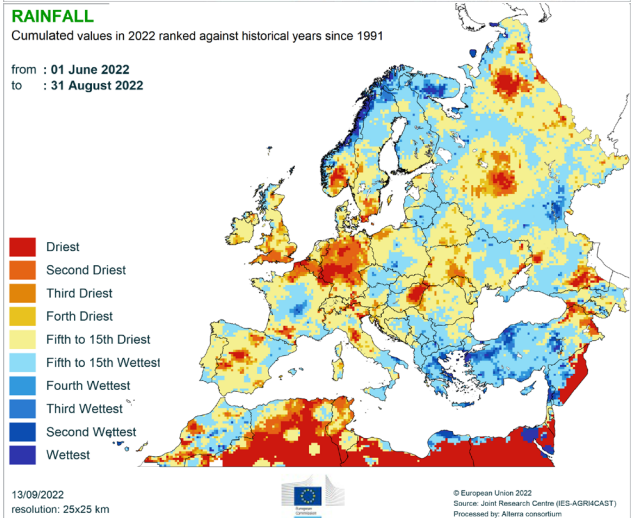 RAINFALL
Cumulated values in 2022 ranked against historical years since 1991
from : 01 June 2022
to : 31 August 2022
Driest
Second Driest
Third Driest
Forth Driest
Fifth to 15th Driest
Fifth to 15th Wettest
Fourth Wettest
Third Wettest
Second Wettest
Wettest
13/09/2022
resolution: 25x25 km
European
Commission
© European Union 2022
Source: Joint Research Centre (IES-AGRI4CAST)
Processed by: Alterra consortium